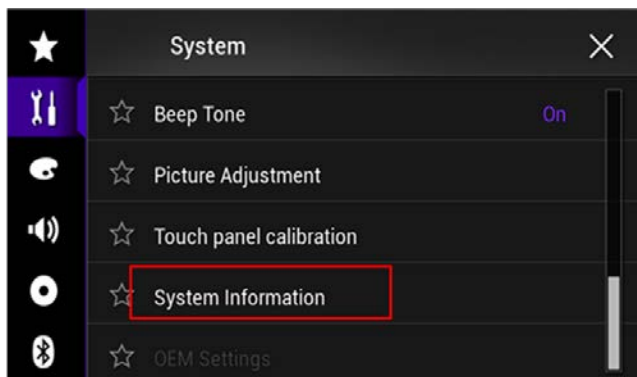 System
Beep Tone On
Picture Adjustment
Touch panel calibration
System Information
OEM Settings